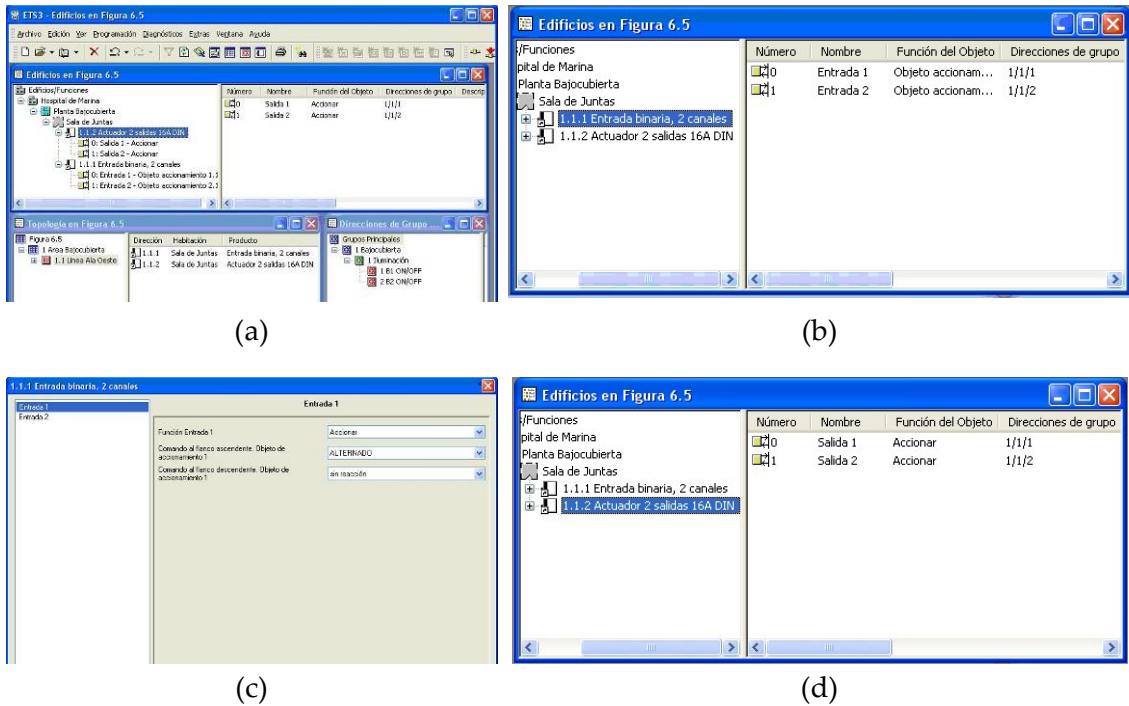 ETS3 - Edificios en Figura 6.5
Archivo Edición Ver Programación Diagnósticos Extras Ventana Ayuda
Edificios en Figura 6.5
Edificios/Funciones
Hospital de Marina
Planta Bajocubierta
Sala de Juntas
1.1.2 Actuador 2 salidas 16A DIN
0: Salida 1 - Accionar
1: Salida 2 - Accionar
1.1.1 Entrada binaria, 2 canales
0: Entrada 1 - Objeto accionamiento 1.1
1: Entrada 2 - Objeto accionamiento 2.1
Número Nombre Función del Objeto Direcciones de grupo Descrip
0 Salida 1 Accionar 1/1/1
1 Salida 2 Accionar 1/1/2
Topología en Figura 6.5
Figura 6.5
1 Area Bajocubierta
1.1 Linea Ala Oeste
Dirección Habitación Producto
1.1.1 Sala de Juntas Entrada binaria, 2 canales
1.1.2 Sala de Juntas Actuador 2 salidas 16A DIN
Direcciones de Grupo ...
Grupos Principales
1 Bajocubierta
1 Iluminación
1 B1 ON/OFF
2 B2 ON/OFF
(a)
Edificios en Figura 6.5
;/Funciones
pital de Marina
Planta Bajocubierta
Sala de Juntas
1.1.1 Entrada binaria, 2 canales
1.1.2 Actuador 2 salidas 16A DIN
Número Nombre Función del Objeto Direcciones de grupo
0 Entrada 1 Objeto accionam... 1/1/1
1 Entrada 2 Objeto accionam... 1/1/2
(b)
1.1.1 Entrada binaria, 2 canales
Entrada 1
Entrada 2
Entrada 1
Función Entrada 1 Accionar
Comando al flanco ascendente. Objeto de
accionamiento 1
ALTERNADO
Comando al flanco descendente. Objeto de
accionamiento 1
sin reacción
(c)
Edificios en Figura 6.5
;/Funciones
pital de Marina
Planta Bajocubierta
Sala de Juntas
1.1.1 Entrada binaria, 2 canales
1.1.2 Actuador 2 salidas 16A DIN
Número Nombre Función del Objeto Direcciones de grupo
0 Salida 1 Accionar 1/1/1
1 Salida 2 Accionar 1/1/2
(d)